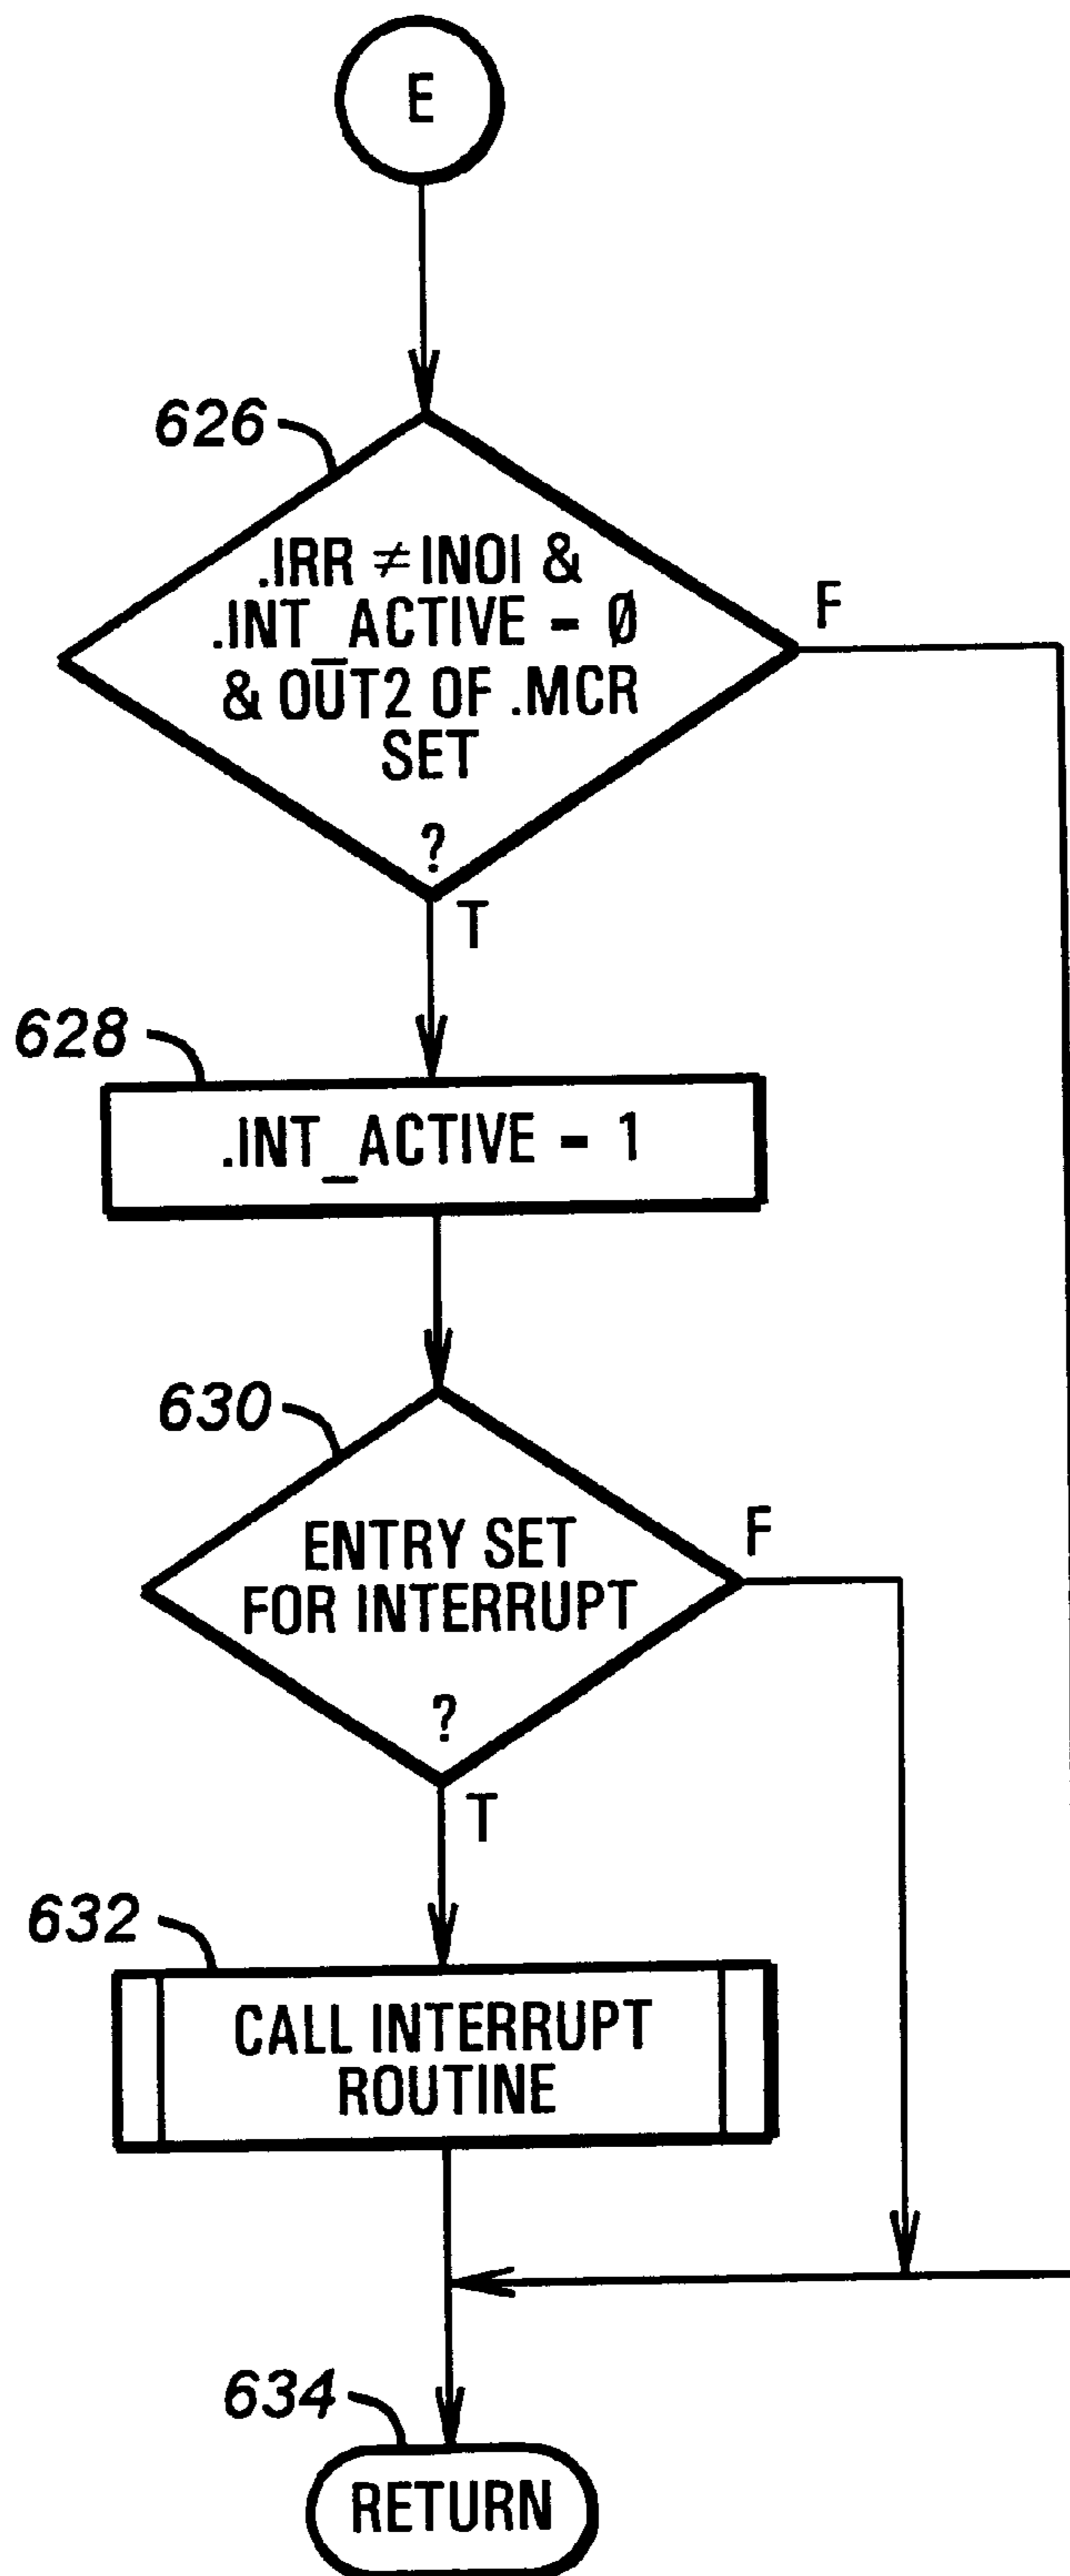 E
626
.IRR ≠ INOI &
.INT_ACTIVE = Ø
& OUT2 OF .MCR
SET
?
F
T
628
.INT_ACTIVE = 1
630
ENTRY SET
FOR INTERRUPT
?
F
T
632
CALL INTERRUPT
ROUTINE
634
RETURN